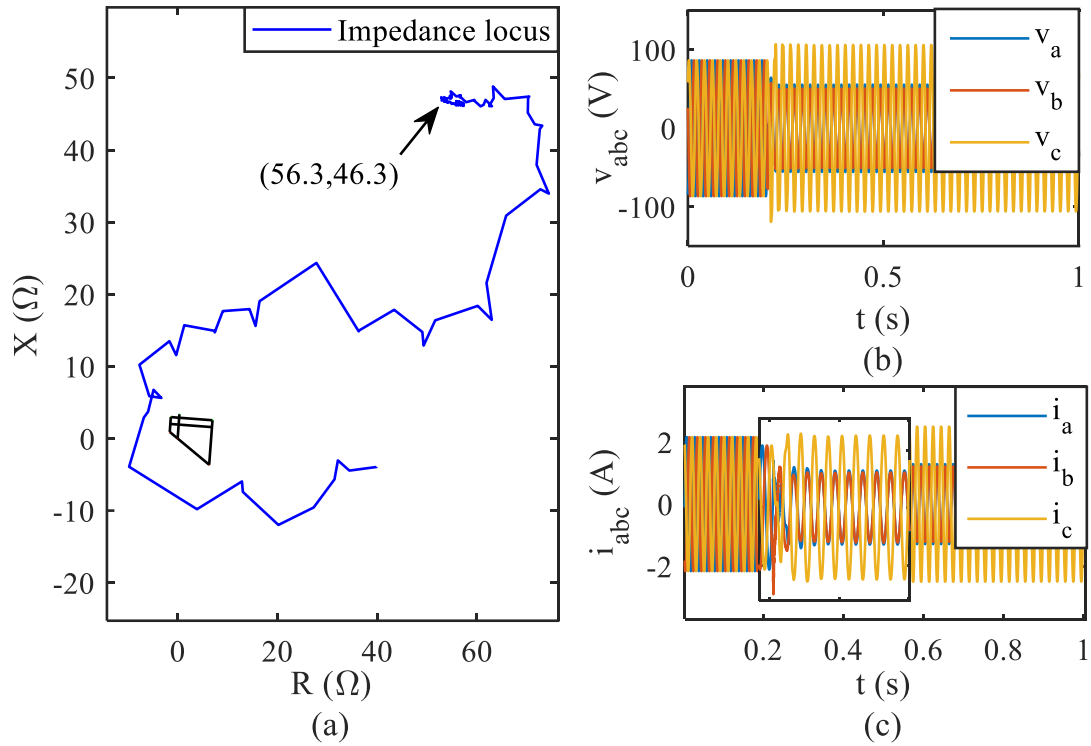 Impedance locus
50
40
30
20
10
0
-10
-20
X (Ω)
(56.3,46.3)
0
20
40
60
R (Ω)
(a)
100
0
-100
v_abc (V)
v_a
v_b
v_c
0
0.5
1
t (s)
(b)
2
0
-2
i_abc (A)
i_a
i_b
i_c
0.2
0.4
0.6
0.8
1
t (s)
(c)